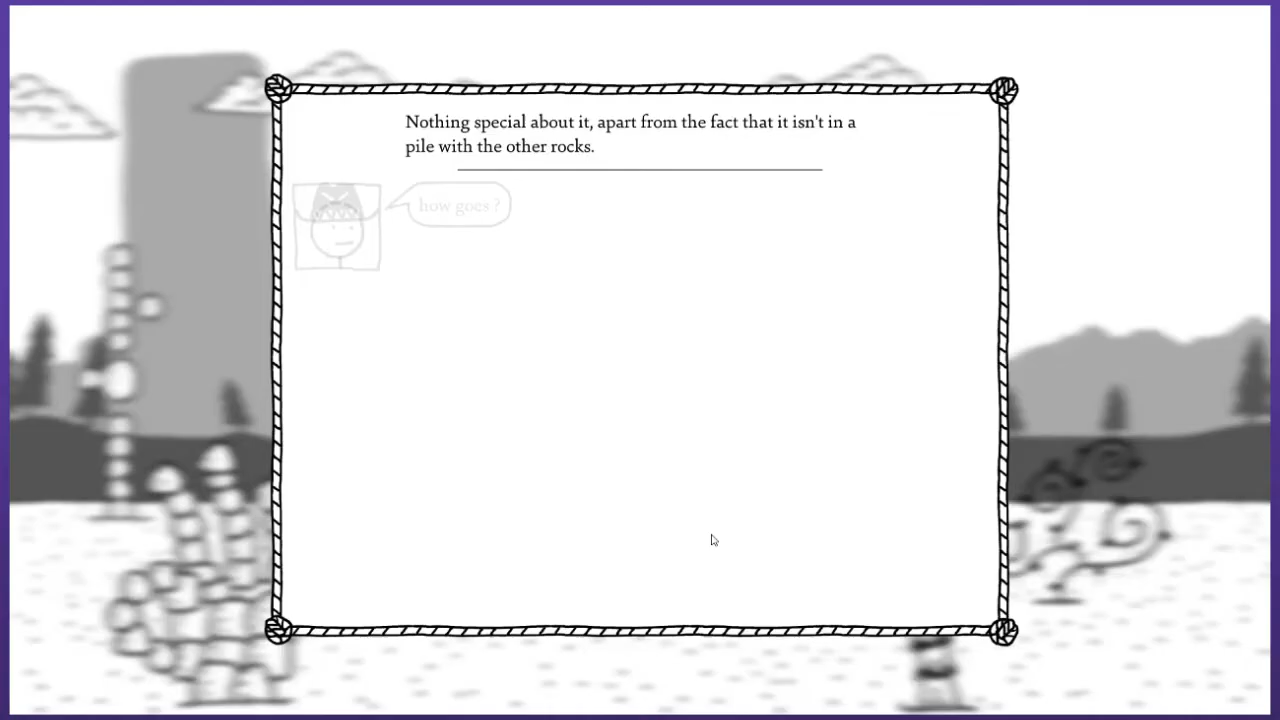 Nothing special about it, apart from the fact that it isn't in a
pile with the other rocks.
how goes ?